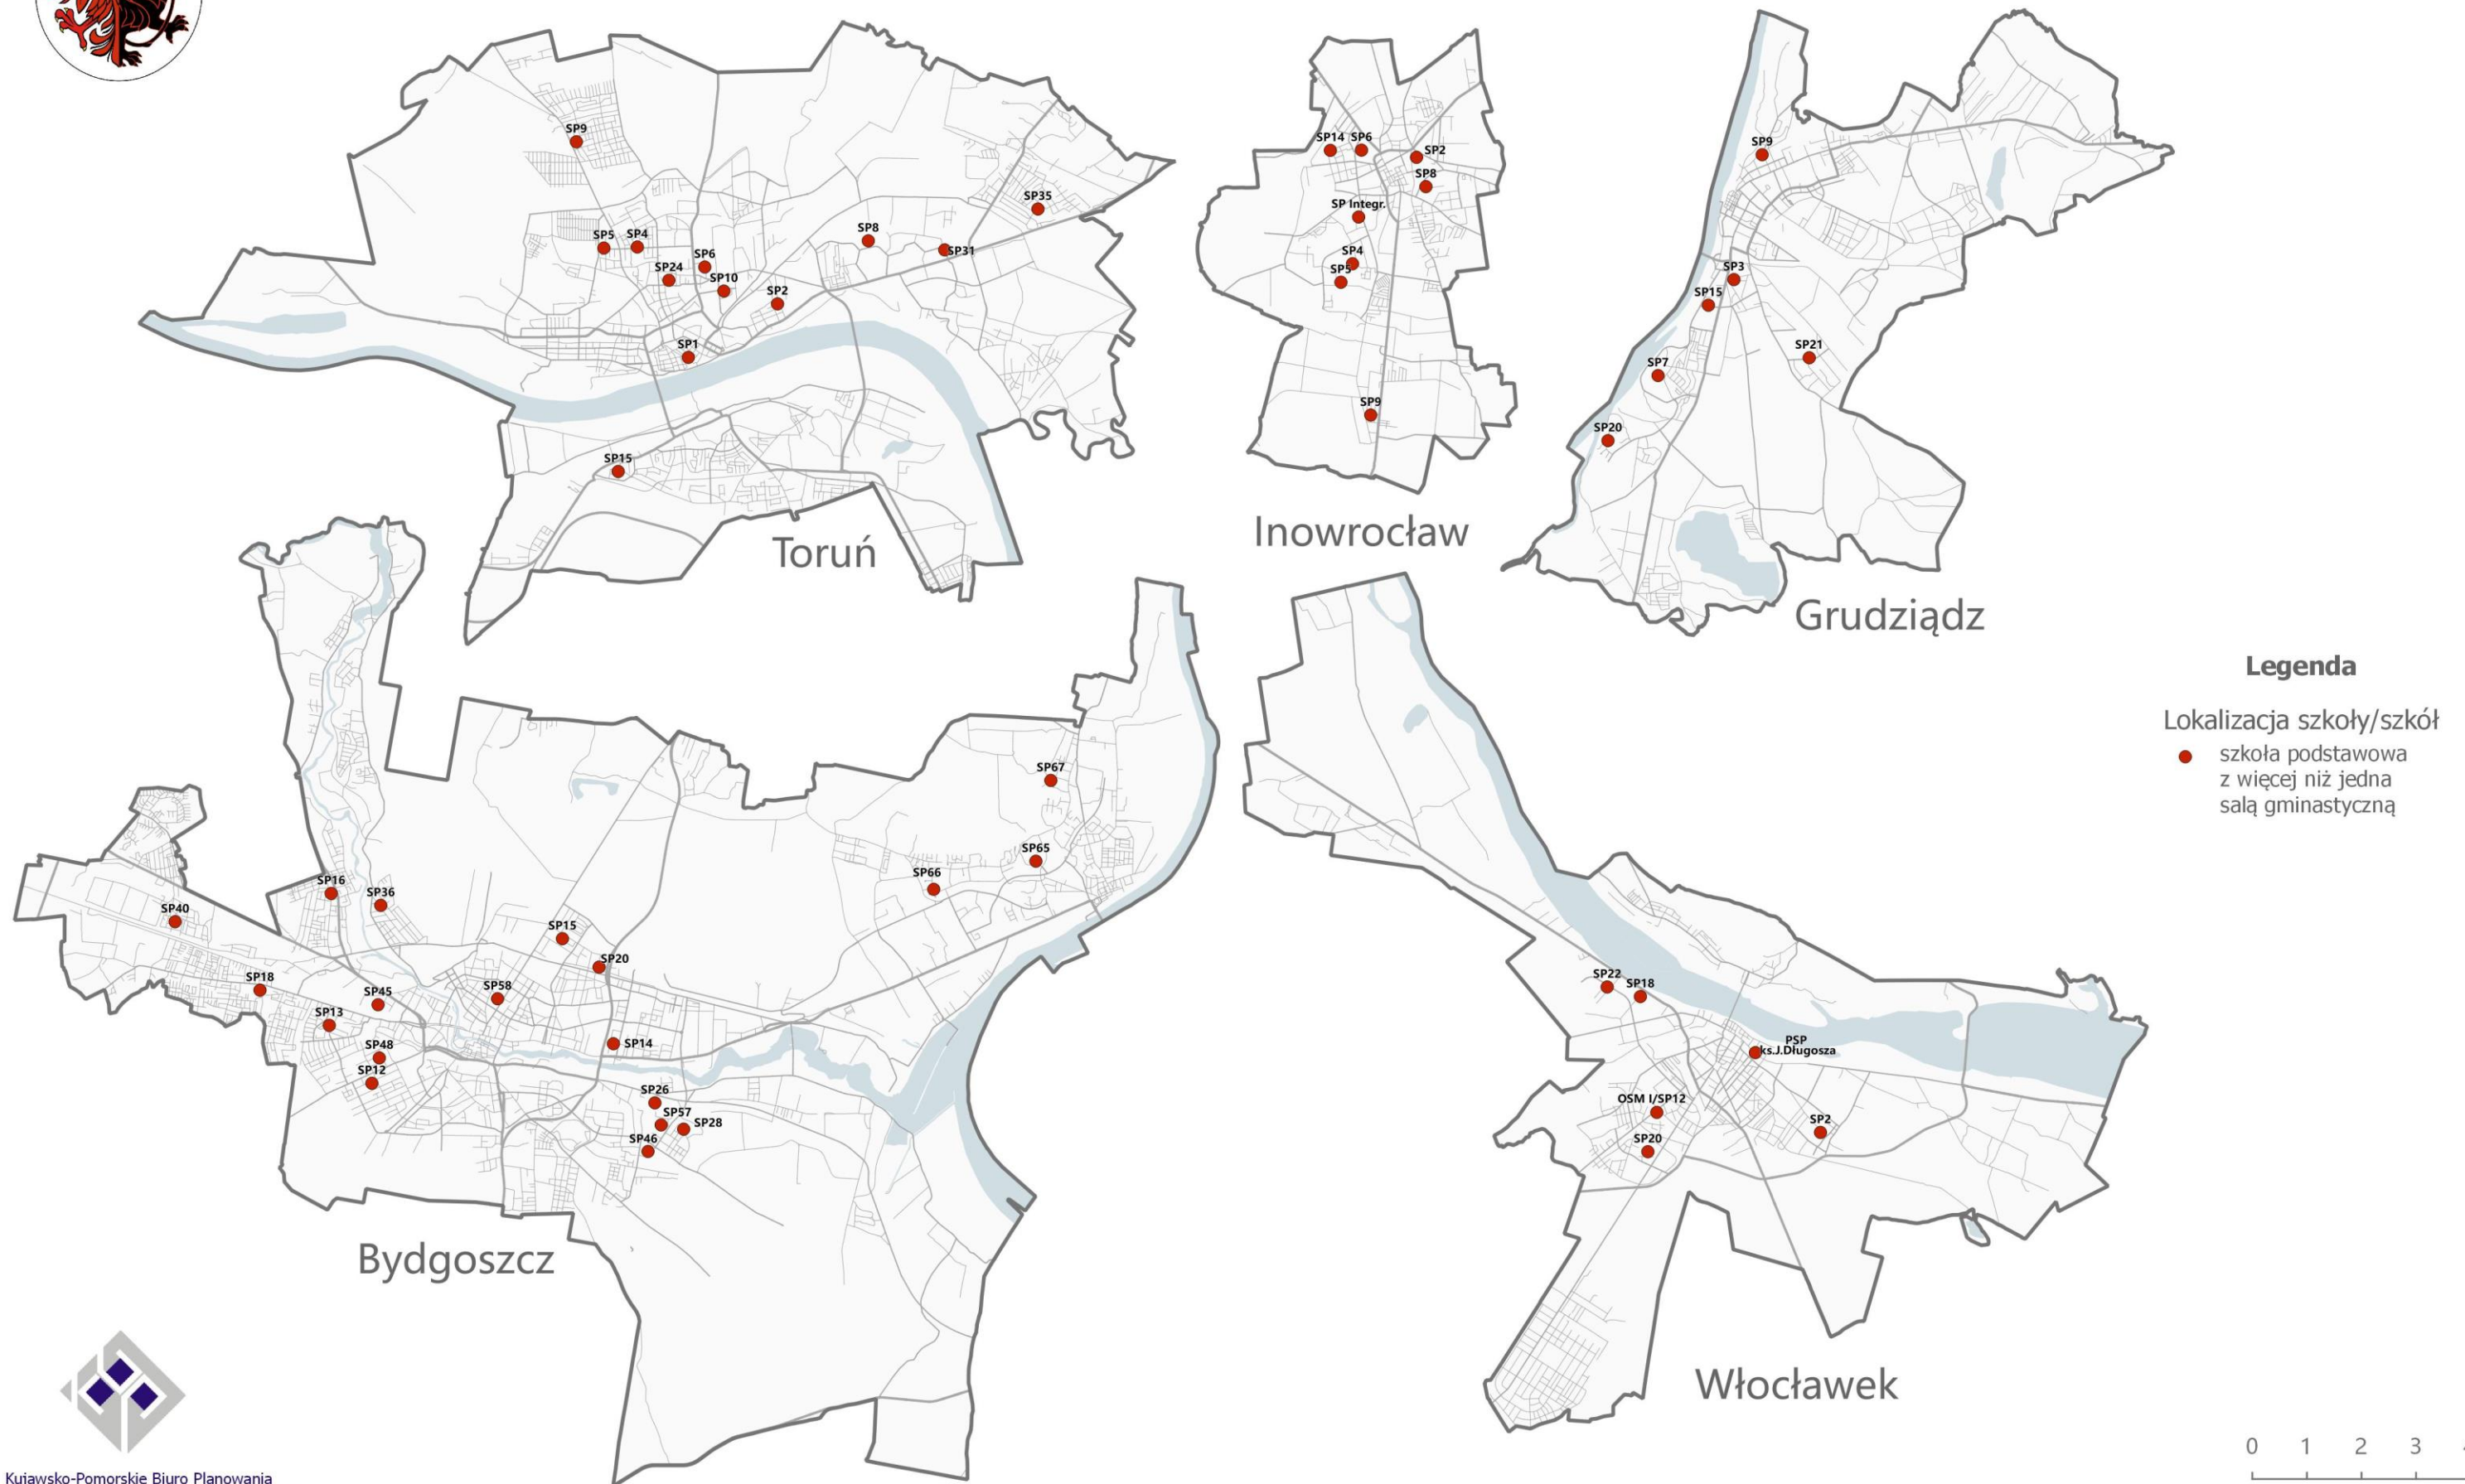 SP9
SP35
SP8
SP5
SP4
SP31
SP6
SP24
SP10
SP2
SP1
SP15
Toruń
SP14
SP6
SP2
SP8
SP Integr.
SP4
SP5
SP9
Inowrocław
SP9
SP3
SP15
SP21
SP7
SP20
Grudziądz
Legenda
Lokalizacja szkoły/szkół
szkoła podstawowa
z więcej niż jedna
salą gminastyczną
SP67
SP65
SP66
SP16
SP36
SP40
SP15
SP20
SP18
SP58
SP45
SP13
SP14
SP48
SP12
SP26
SP57
SP28
SP46
Bydgoszcz
SP22
SP18
PSP
ks.J.Długosza
OSM I/SP12
SP2
SP20
Włocławek
0 1 2 3
Kujawsko-Pomorskie Biuro Planowania